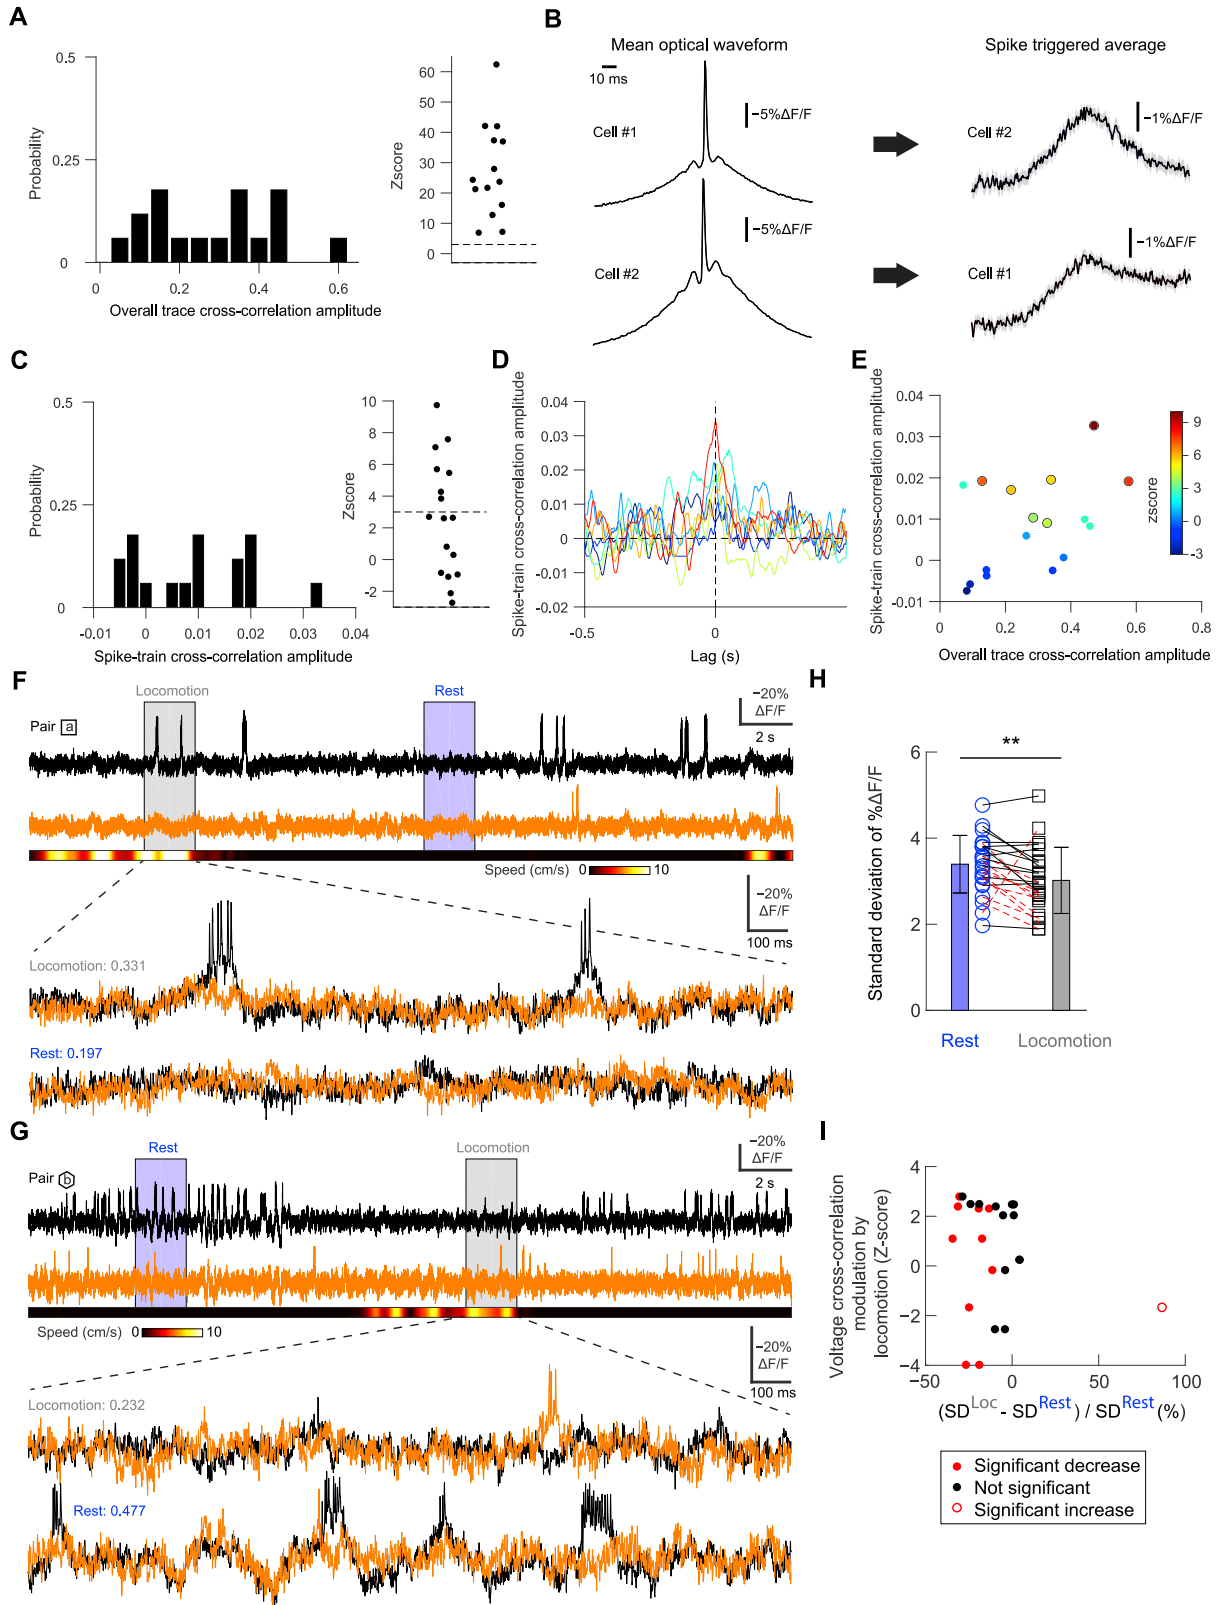 A
0.5
0.25
0
Probability
0
0.2
0.4
0.6
Overall trace cross-correlation amplitude
60
50
40
30
20
10
0
Zscore
B
Mean optical waveform
Spike triggered average
10 ms
−5%ΔF/F
Cell #1
Cell #2
−1%ΔF/F
−5%ΔF/F
Cell #2
Cell #1
−1%ΔF/F
C
0.5
0.25
0
Probability
-0.01
0
0.01
0.02
0.03
0.04
Spike-train cross-correlation amplitude
10
8
6
4
2
0
-2
Zscore
D
Spike-train cross-correlation amplitude
0.04
0.03
0.02
0.01
0
-0.01
-0.02
-0.5
0
Lag (s)
E
Spike-train cross-correlation amplitude
0.04
0.03
0.02
0.01
0
-0.01
0
0.2
0.4
0.6
0.8
Overall trace cross-correlation amplitude
9
6
3
0
-3
zscore
F
Locomotion
Rest
−20%
ΔF/F
2 s
Pair a
Speed (cm/s) 0 10
−20%
ΔF/F
100 ms
Locomotion: 0.331
Rest: 0.197
G
Rest
Locomotion
−20%
ΔF/F
2 s
Pair b
Speed (cm/s) 0 10
−20%
ΔF/F
100 ms
Locomotion: 0.232
Rest: 0.477
H
**
Standard deviation of %ΔF/F
6
4
2
0
Rest
Locomotion
I
Voltage cross-correlation
modulation by
locomotion (Z-score)
4
2
0
−2
−4
−50
0
50
100
(SD^Loc - SD^Rest) / SD^Rest (%)
Significant decrease
Not significant
Significant increase